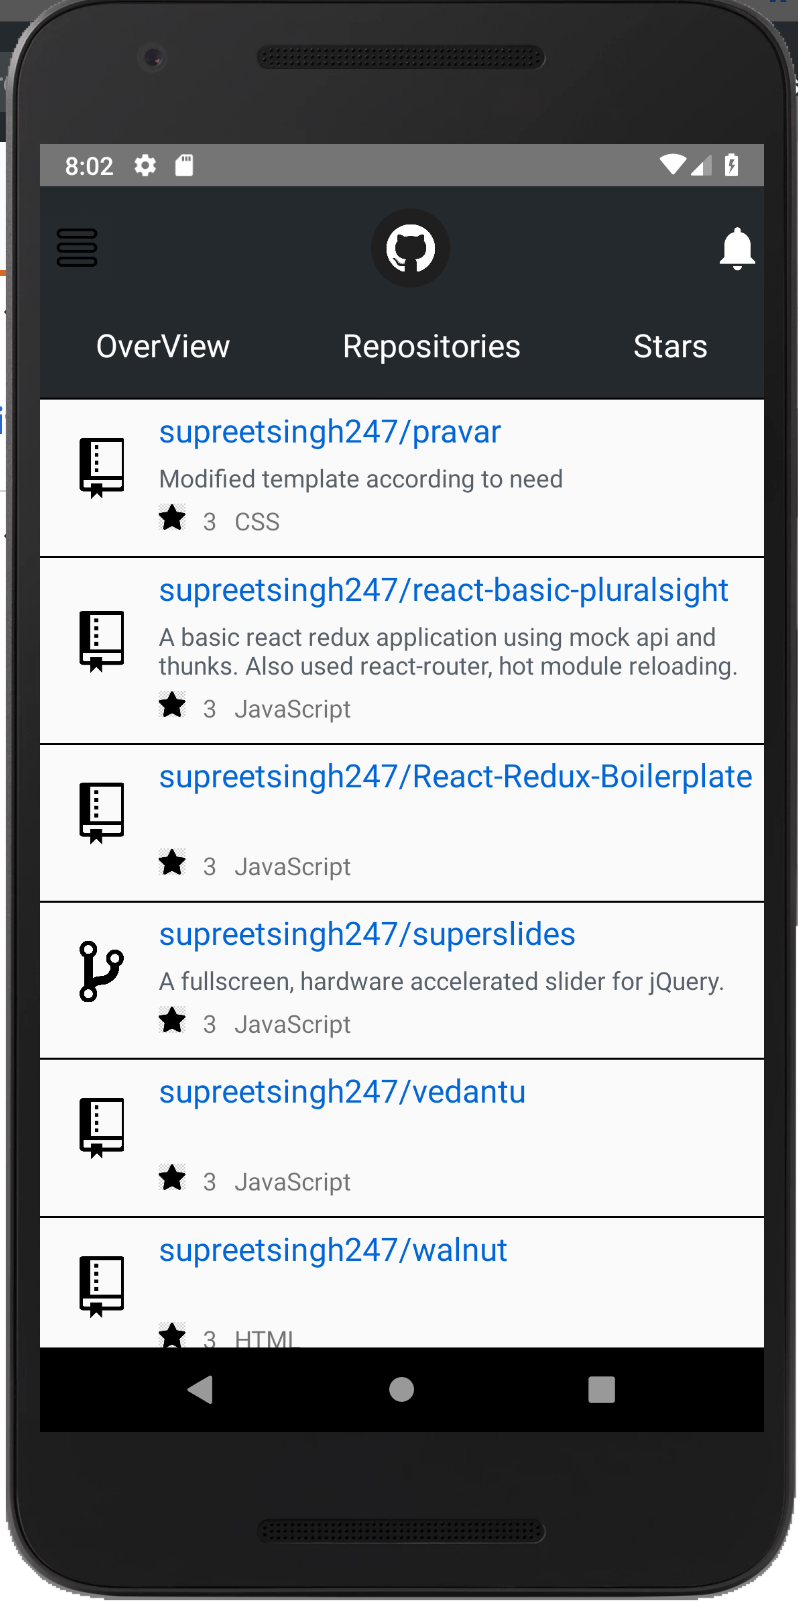 8:02
OverView Repositories Stars
supreetsingh247/pravar
Modified template according to need
3 CSS
supreetsingh247/react-basic-pluralsight
A basic react redux application using mock api and
thunks. Also used react-router, hot module reloading.
3 JavaScript
supreetsingh247/React-Redux-Boilerplate
3 JavaScript
supreetsingh247/superslides
A fullscreen, hardware accelerated slider for jQuery.
3 JavaScript
supreetsingh247/vedantu
3 JavaScript
supreetsingh247/walnut
3 HTML